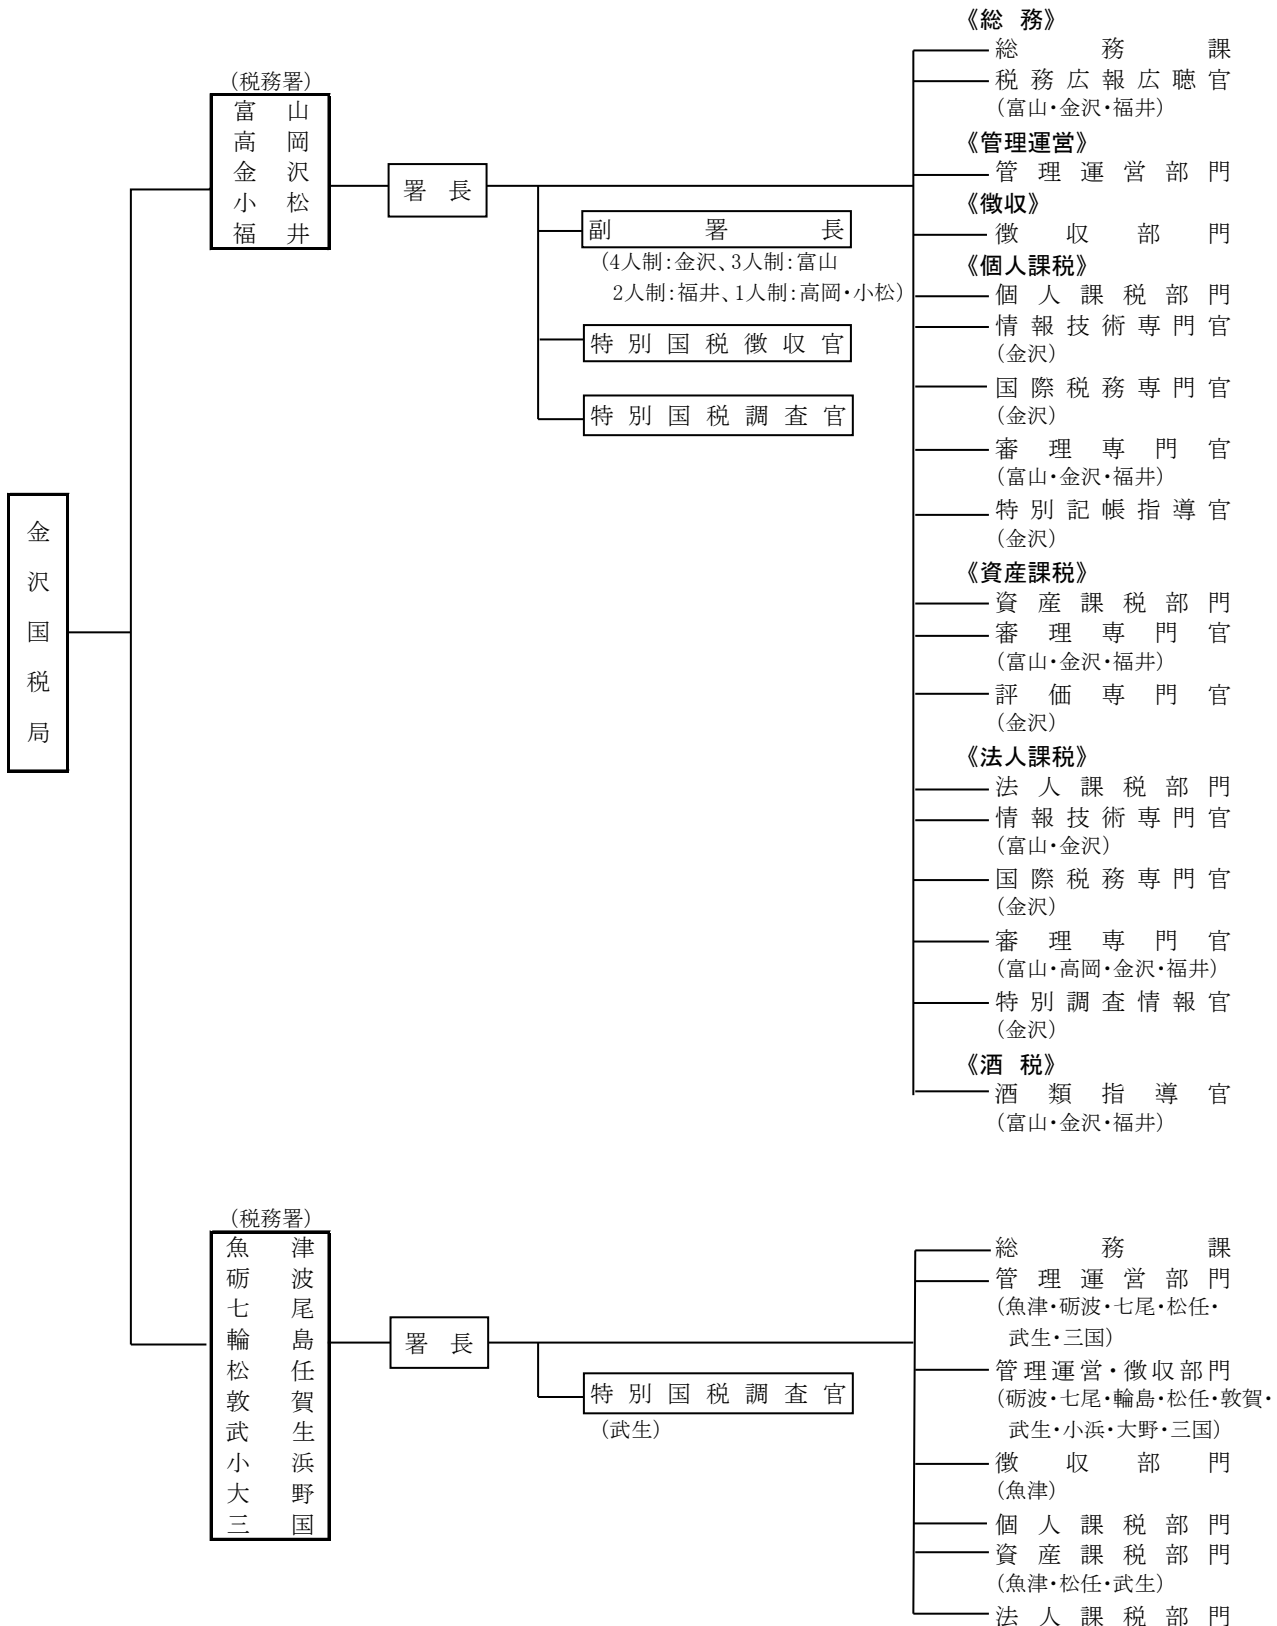 金沢国税局
(税務署)
富山
高岡
金沢
小松
福井
署長
副署長
(4人制：金沢、3人制：富山
2人制：福井、1人制：高岡・小松)
特別国税徴収官
特別国税調査官
《総 務》
総務課
税務広報広聴官
(富山・金沢・福井)
《管理運営》
管理運営部門
《徴収》
徴収部門
《個人課税》
個人課税部門
情報技術専門官
(金沢)
国際税務専門官
(金沢)
審理専門官
(富山・金沢・福井)
特別記帳指導官
(金沢)
《資産課税》
資産課税部門
審理専門官
(富山・金沢・福井)
評価専門官
(金沢)
《法人課税》
法人課税部門
情報技術専門官
(富山・金沢)
国際税務専門官
(金沢)
審理専門官
(富山・高岡・金沢・福井)
特別調査情報官
(金沢)
《酒 税》
酒類指導官
(富山・金沢・福井)
(税務署)
魚津
砺波
七尾
輪島
松任
敦賀
武生
小浜
大野
三国
署長
特別国税調査官
(武生)
総務課
管理運営部門
(魚津・砺波・七尾・松任・
武生・三国)
管理運営・徴収部門
(砺波・七尾・輪島・松任・敦賀・
武生・小浜・大野・三国)
徴収部門
(魚津)
個人課税部門
資産課税部門
(魚津・松任・武生)
法人課税部門